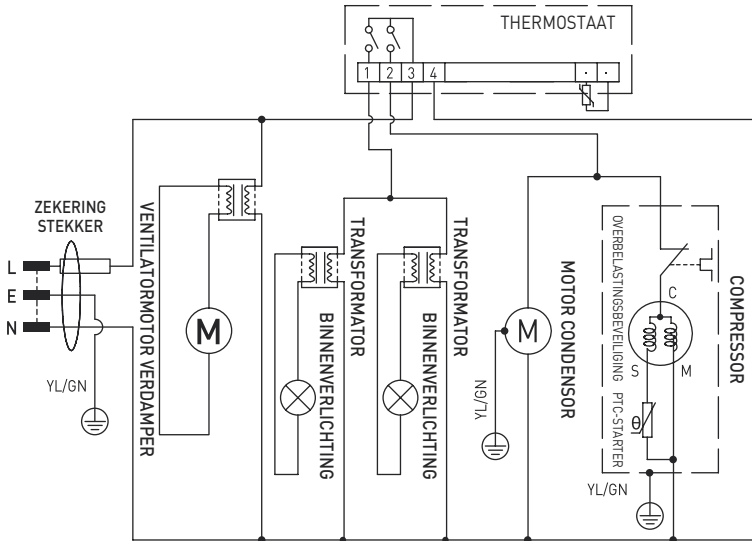 THERMOSTAAT
1 2 3 4
ZEKERING
STEKKER
L
E
N
YL/GN
VENTILATORMOTOR VERDAMPER
M
TRANSFORMATOR
BINNENVERLICHTING
TRANSFORMATOR
BINNENVERLICHTING
M
YL/GN
MOTOR CONDENSOR
OVERBELASTINGSBEVEILIGING
PTC-STARTER
C
S
M
θ
YL/GN
COMPRESSOR